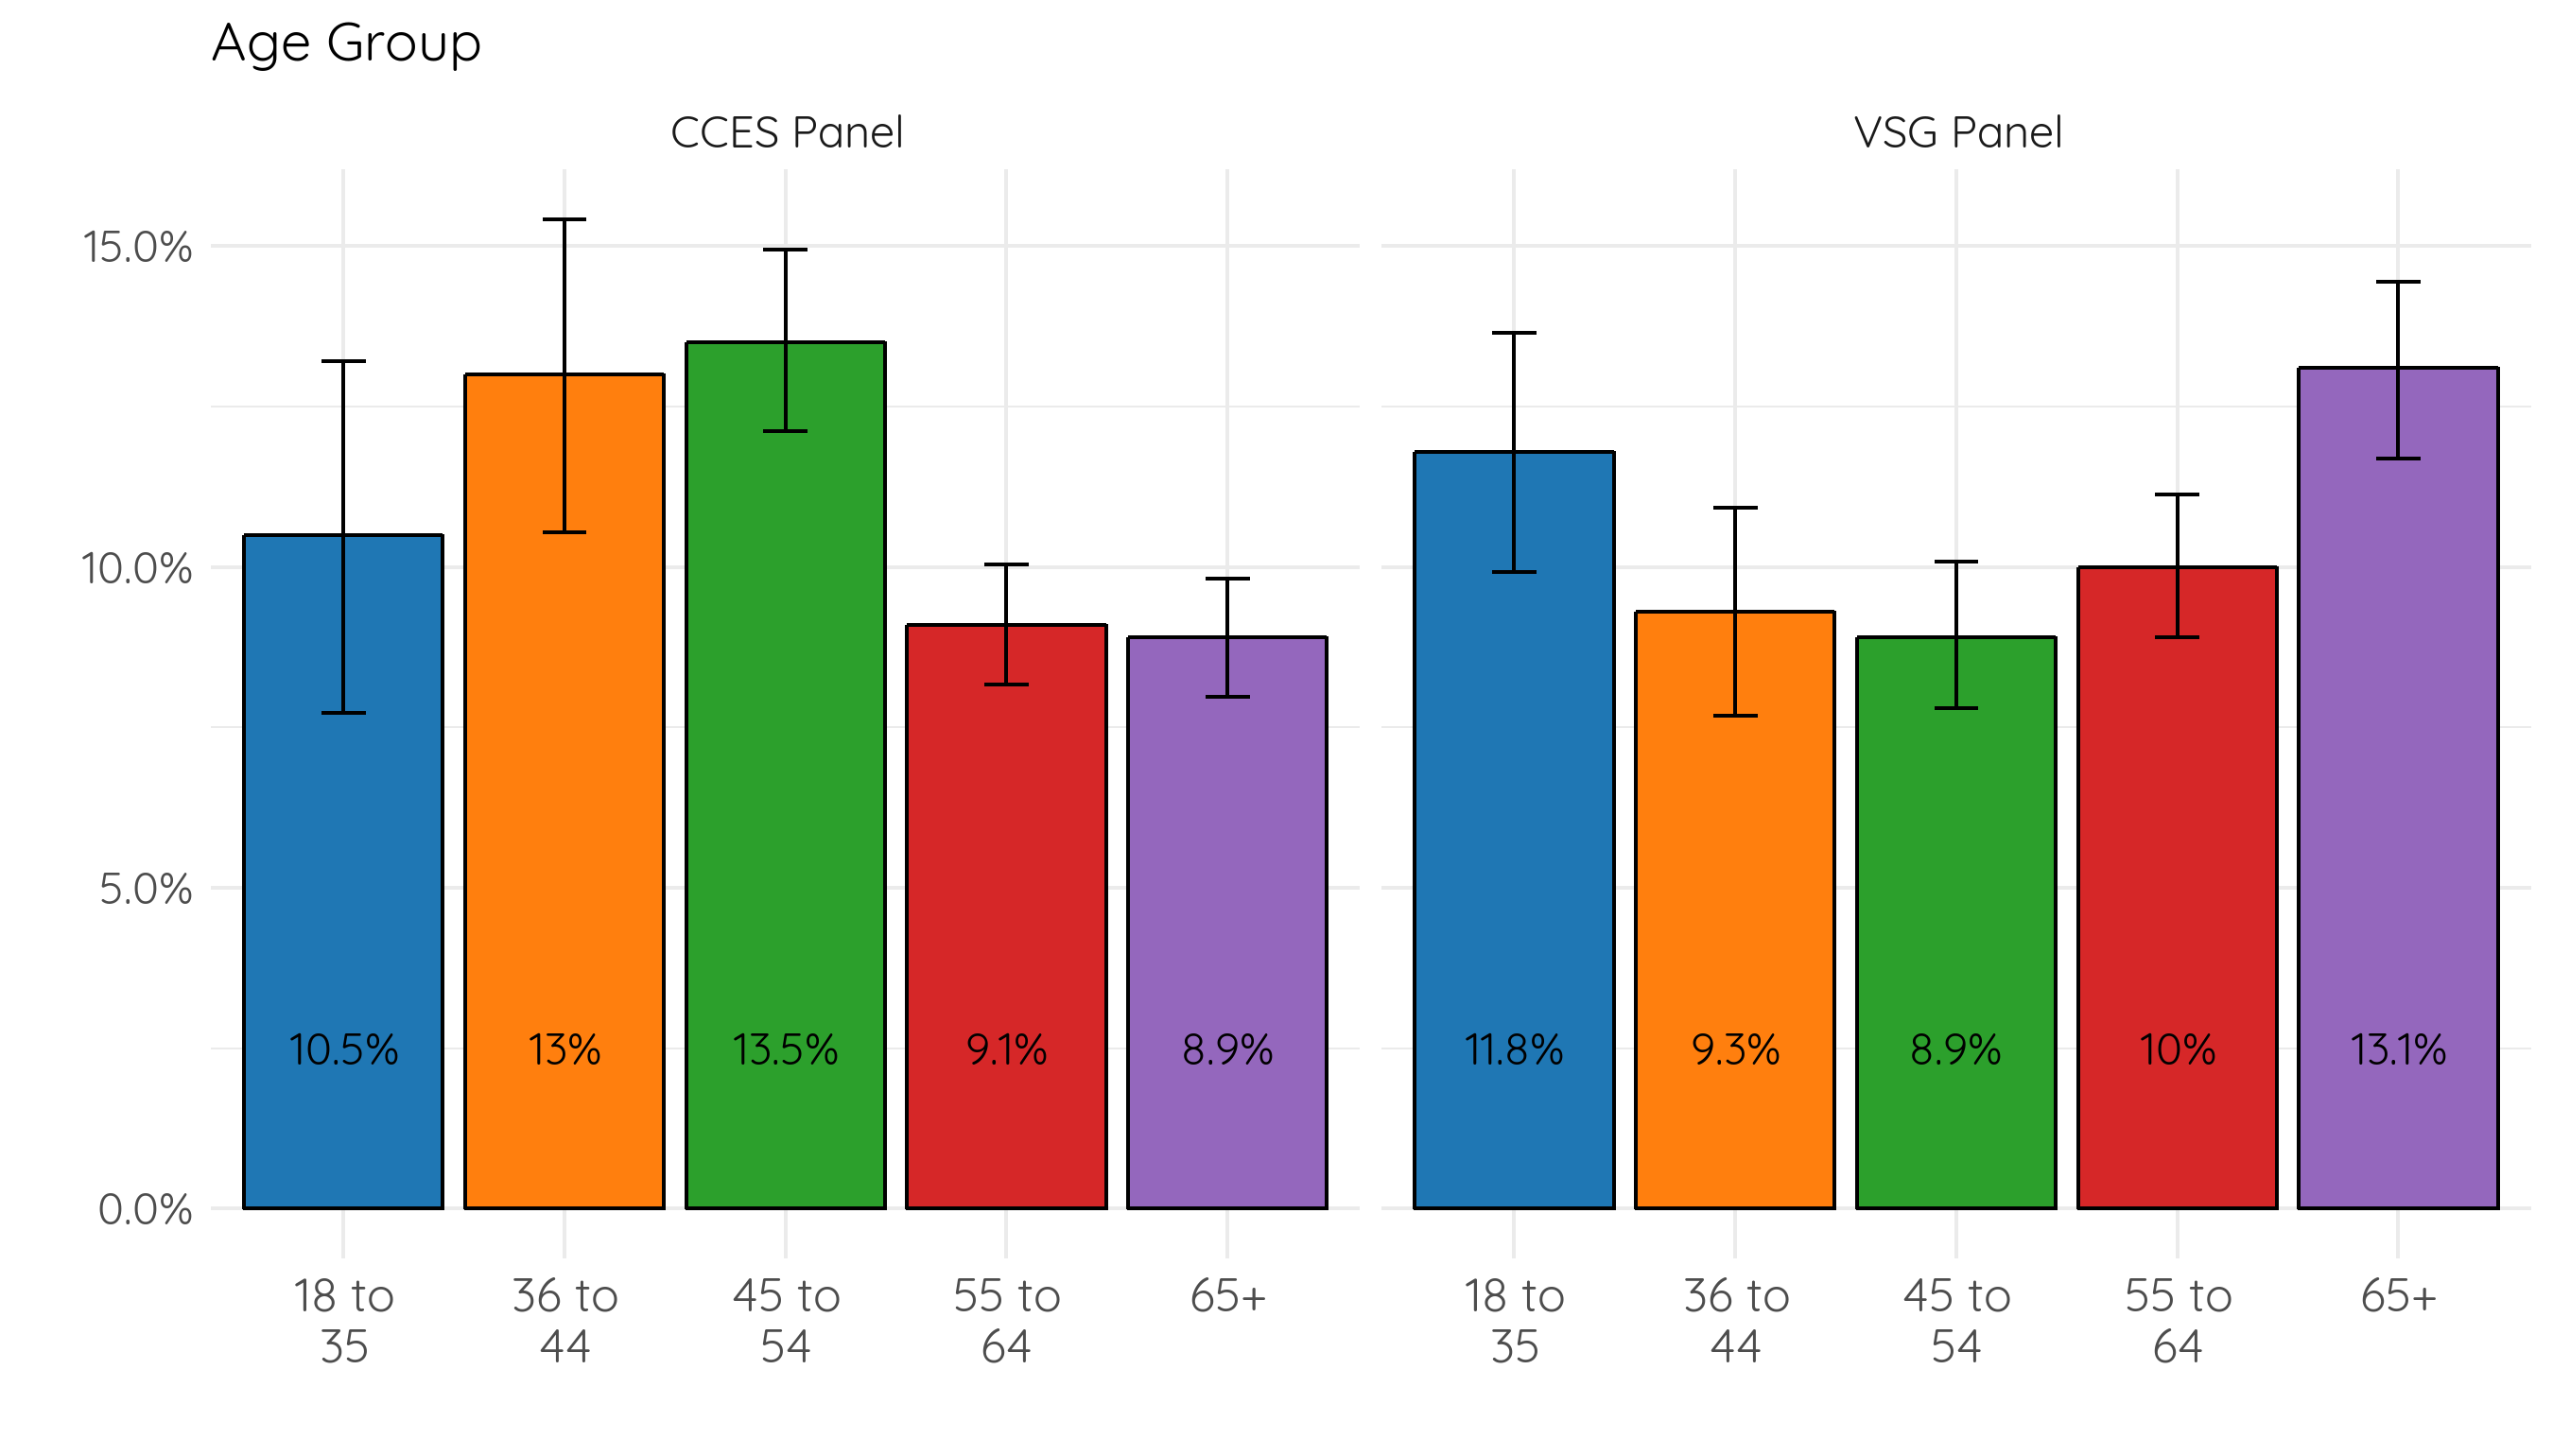 Age Group
CCES Panel
VSG Panel
15.0%
10.0%
5.0%
0.0%
10.5%
13%
13.5%
9.1%
8.9%
11.8%
9.3%
8.9%
10%
13.1%
18 to
35
36 to
44
45 to
54
55 to
64
65+
18 to
35
36 to
44
45 to
54
55 to
64
65+